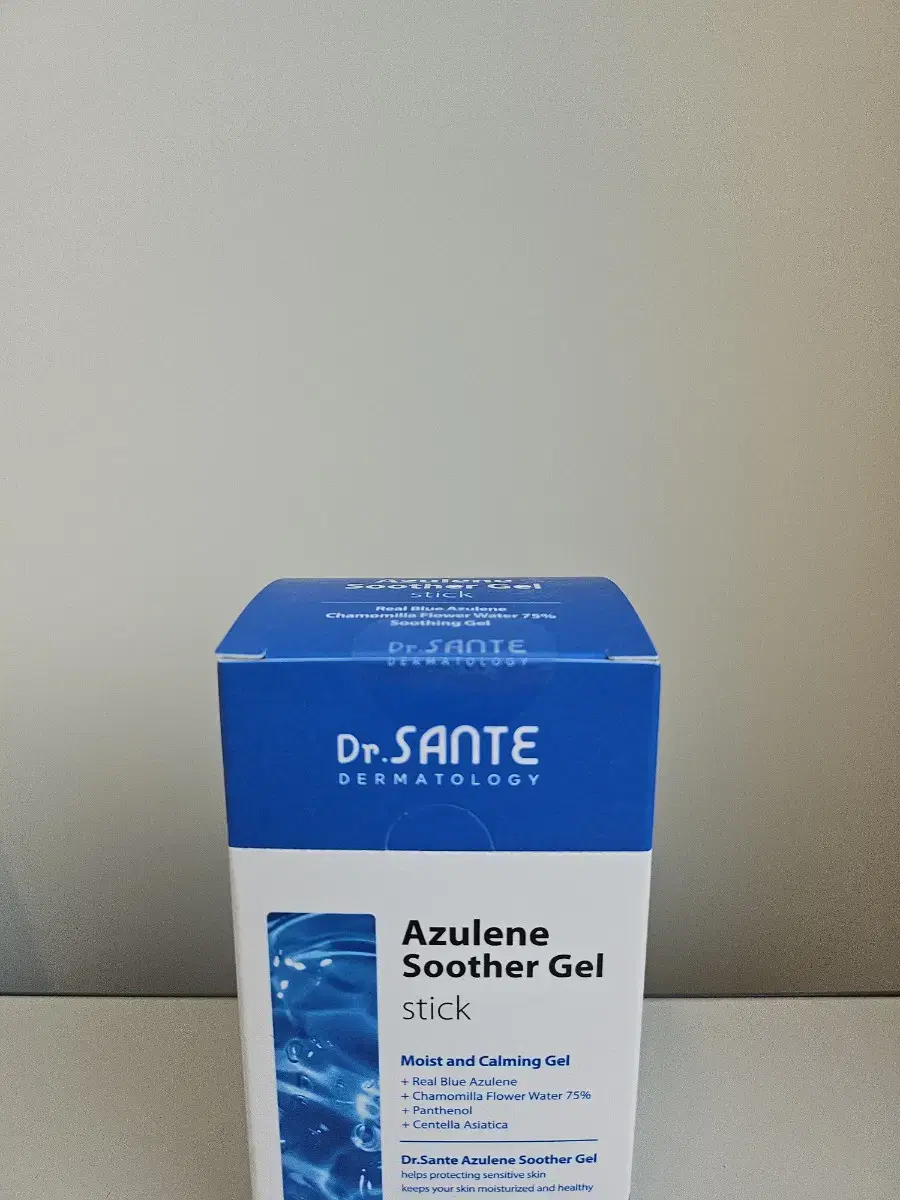 Azulene
Soother Gel
stick
Real Blue Azulene
Chamomilla Flower Water 75%
Soothing Gel
Dr.SANTE
DERMATOLOGY
Dr.SANTE
DERMATOLOGY
Azulene
Soother Gel
stick
Moist and Calming Gel
+ Real Blue Azulene
+ Chamomilla Flower Water 75%
+ Panthenol
+ Centella Asiatica
Dr.Sante Azulene Soother Gel
helps protecting sensitive skin
keeps your skin moisturized and healthy